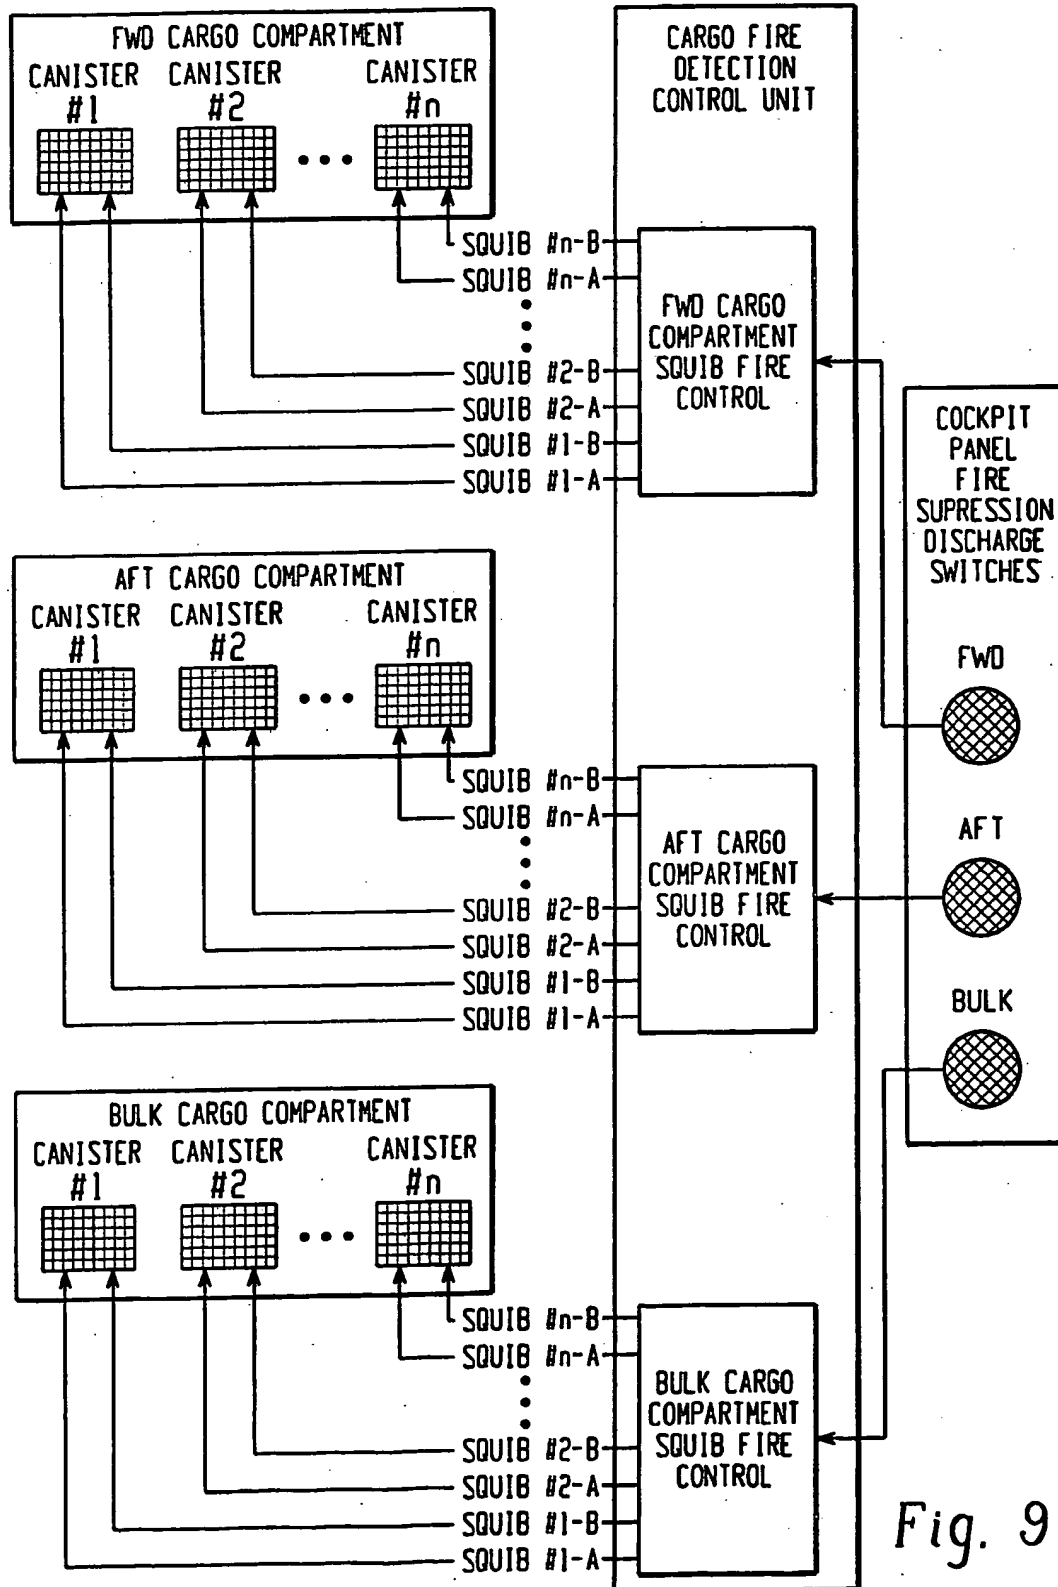 FWD CARGO COMPARTMENT
CANISTER
#1
CANISTER
#2
CANISTER
#n
SQUIB #n-B
SQUIB #n-A
SQUIB #2-B
SQUIB #2-A
SQUIB #1-B
SQUIB #1-A
AFT CARGO COMPARTMENT
CANISTER
#1
CANISTER
#2
CANISTER
#n
SQUIB #n-B
SQUIB #n-A
SQUIB #2-B
SQUIB #2-A
SQUIB #1-B
SQUIB #1-A
BULK CARGO COMPARTMENT
CANISTER
#1
CANISTER
#2
CANISTER
#n
SQUIB #n-B
SQUIB #n-A
SQUIB #2-B
SQUIB #2-A
SQUIB #1-B
SQUIB #1-A
CARGO FIRE
DETECTION
CONTROL UNIT
FWD CARGO
COMPARTMENT
SQUIB FIRE
CONTROL
AFT CARGO
COMPARTMENT
SQUIB FIRE
CONTROL
BULK CARGO
COMPARTMENT
SQUIB FIRE
CONTROL
COCKPIT
PANEL
FIRE
SUPRESSION
DISCHARGE
SWITCHES
FWD
AFT
BULK
Fig. 9